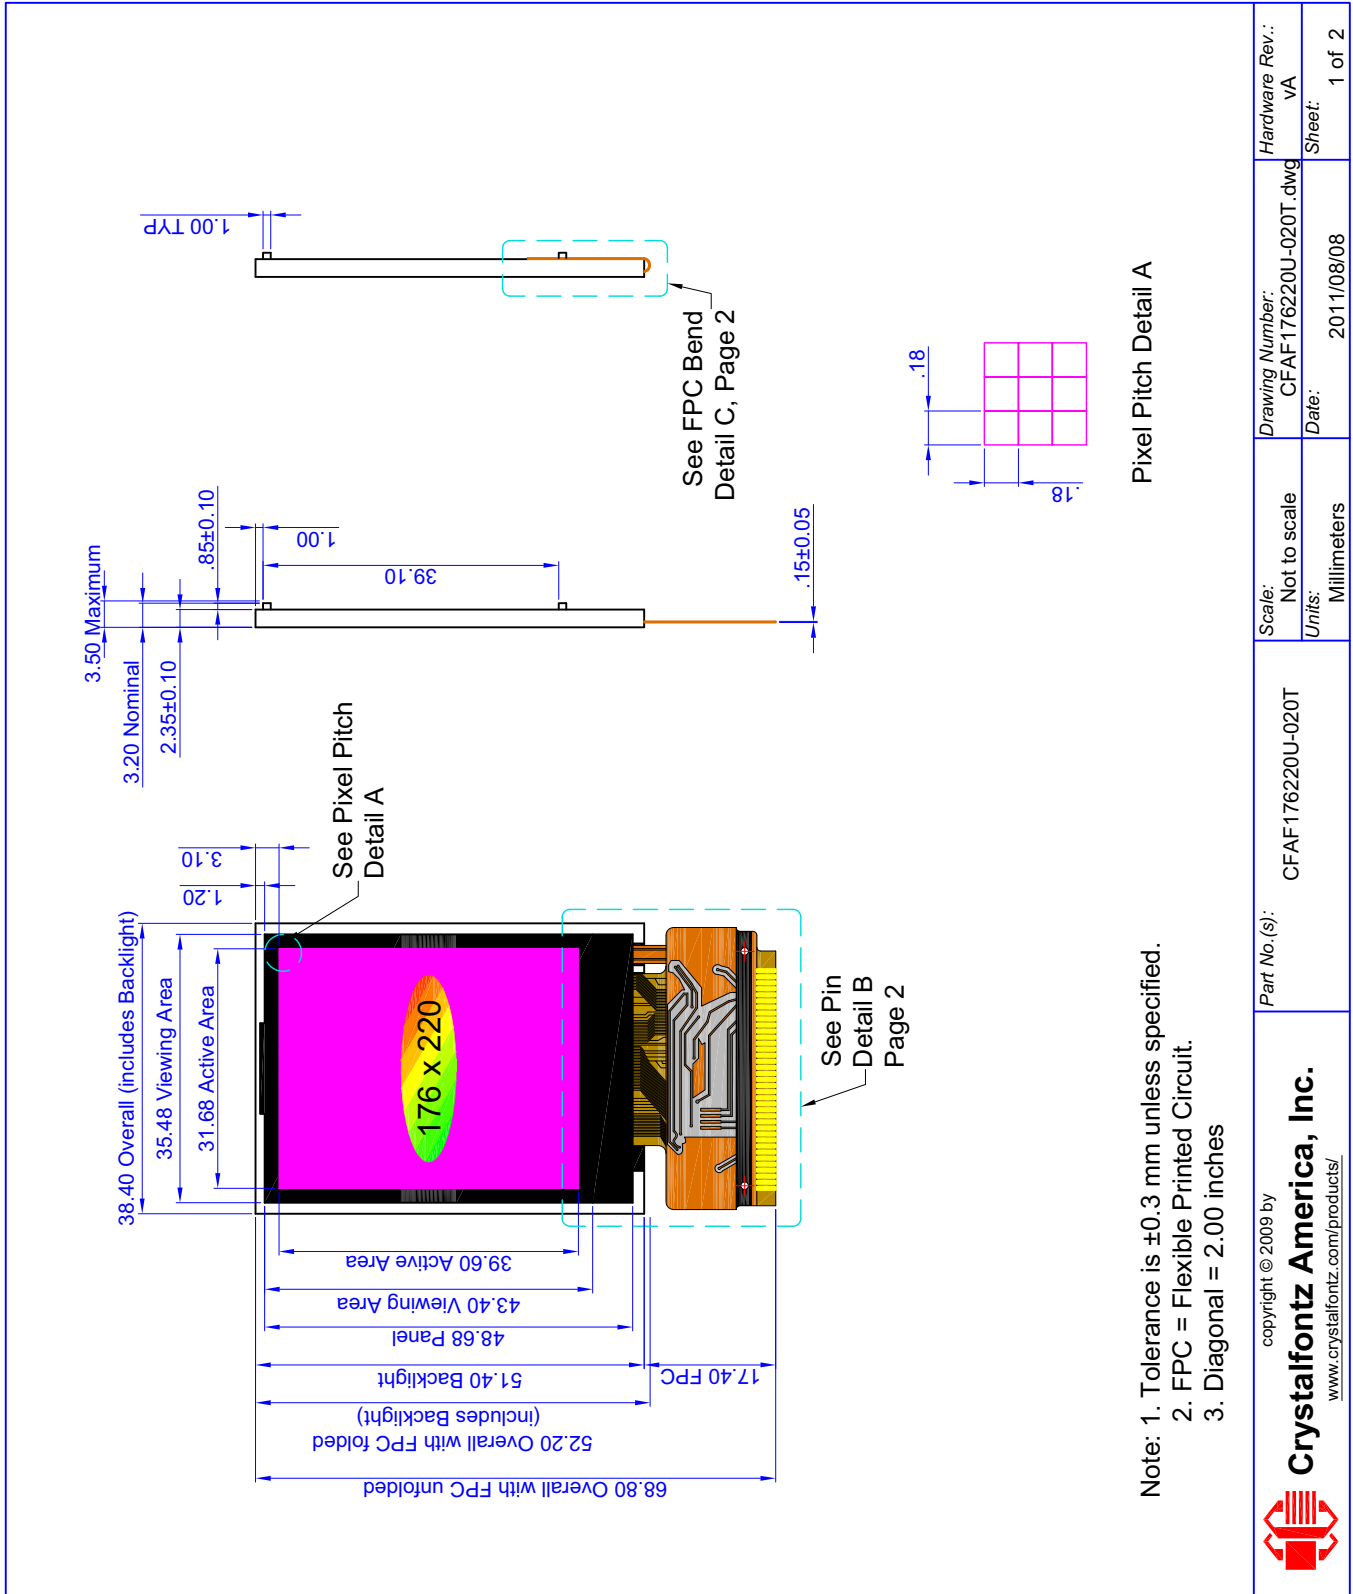 38.40 Overall (includes Backlight)
35.48 Viewing Area
31.68 Active Area
1.20
3.10
See Pixel Pitch
Detail A
176 x 220
39.60 Active Area
43.40 Viewing Area
48.68 Panel
51.40 Backlight
17.40 FPC
52.20 Overall with FPC folded
(includes Backlight)
68.80 Overall with FPC unfolded
See Pin
Detail B
Page 2
3.50 Maximum
3.20 Nominal
2.35±0.10
.85±0.10
1.00
39.10
.15±0.05
1.00 TYP
See FPC Bend
Detail C, Page 2
.18
.18
Pixel Pitch Detail A
Note: 1. Tolerance is ±0.3 mm unless specified.
2. FPC = Flexible Printed Circuit.
3. Diagonal = 2.00 inches
copyright © 2009 by
Crystalfontz America, Inc.
www.crystalfontz.com/products/
Part No.(s):
CFAF176220U-020T
Scale:
Not to scale
Units:
Millimeters
Drawing Number:
CFAF176220U-020T.dwg
Date:
2011/08/08
Hardware Rev.:
vA
Sheet:
1 of 2